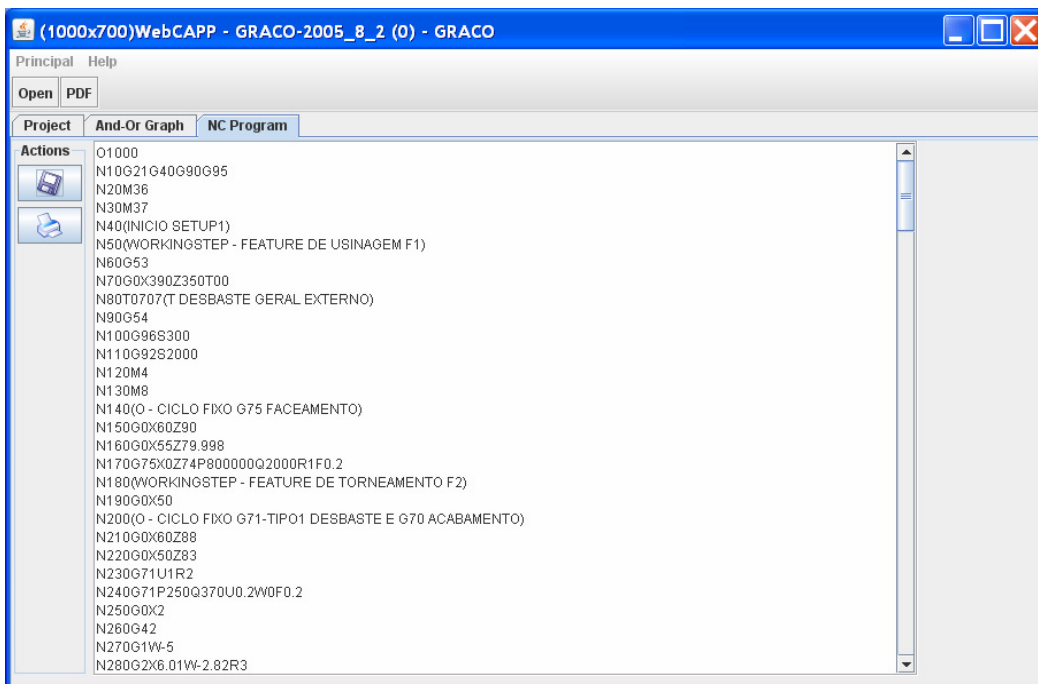 (1000x700)WebCAPP - GRACO-2005_8_2 (0) - GRACO
Principal Help
Open PDF
Project And-Or Graph NC Program
Actions
O1000
N10G21G40G90G95
N20M36
N30M37
N40(INICIO SETUP1)
N50(WORKINGSTEP - FEATURE DE USINAGEM F1)
N60G53
N70G0X390Z350T00
N80T0707(T DESBASTE GERAL EXTERNO)
N90G54
N100G96S300
N110G92S2000
N120M4
N130M8
N140(O - CICLO FIXO G75 FACEAMENTO)
N150G0X60Z90
N160G0X55Z79.998
N170G75X0Z74P800000Q2000R1F0.2
N180(WORKINGSTEP - FEATURE DE TORNEAMENTO F2)
N190G0X50
N200(O - CICLO FIXO G71-TIPO1 DESBASTE E G70 ACABAMENTO)
N210G0X60Z88
N220G0X50Z83
N230G71U1R2
N240G71P250Q370U0.2W0F0.2
N250G0X2
N260G42
N270G1W-5
N280G2X6.01W-2.82R3